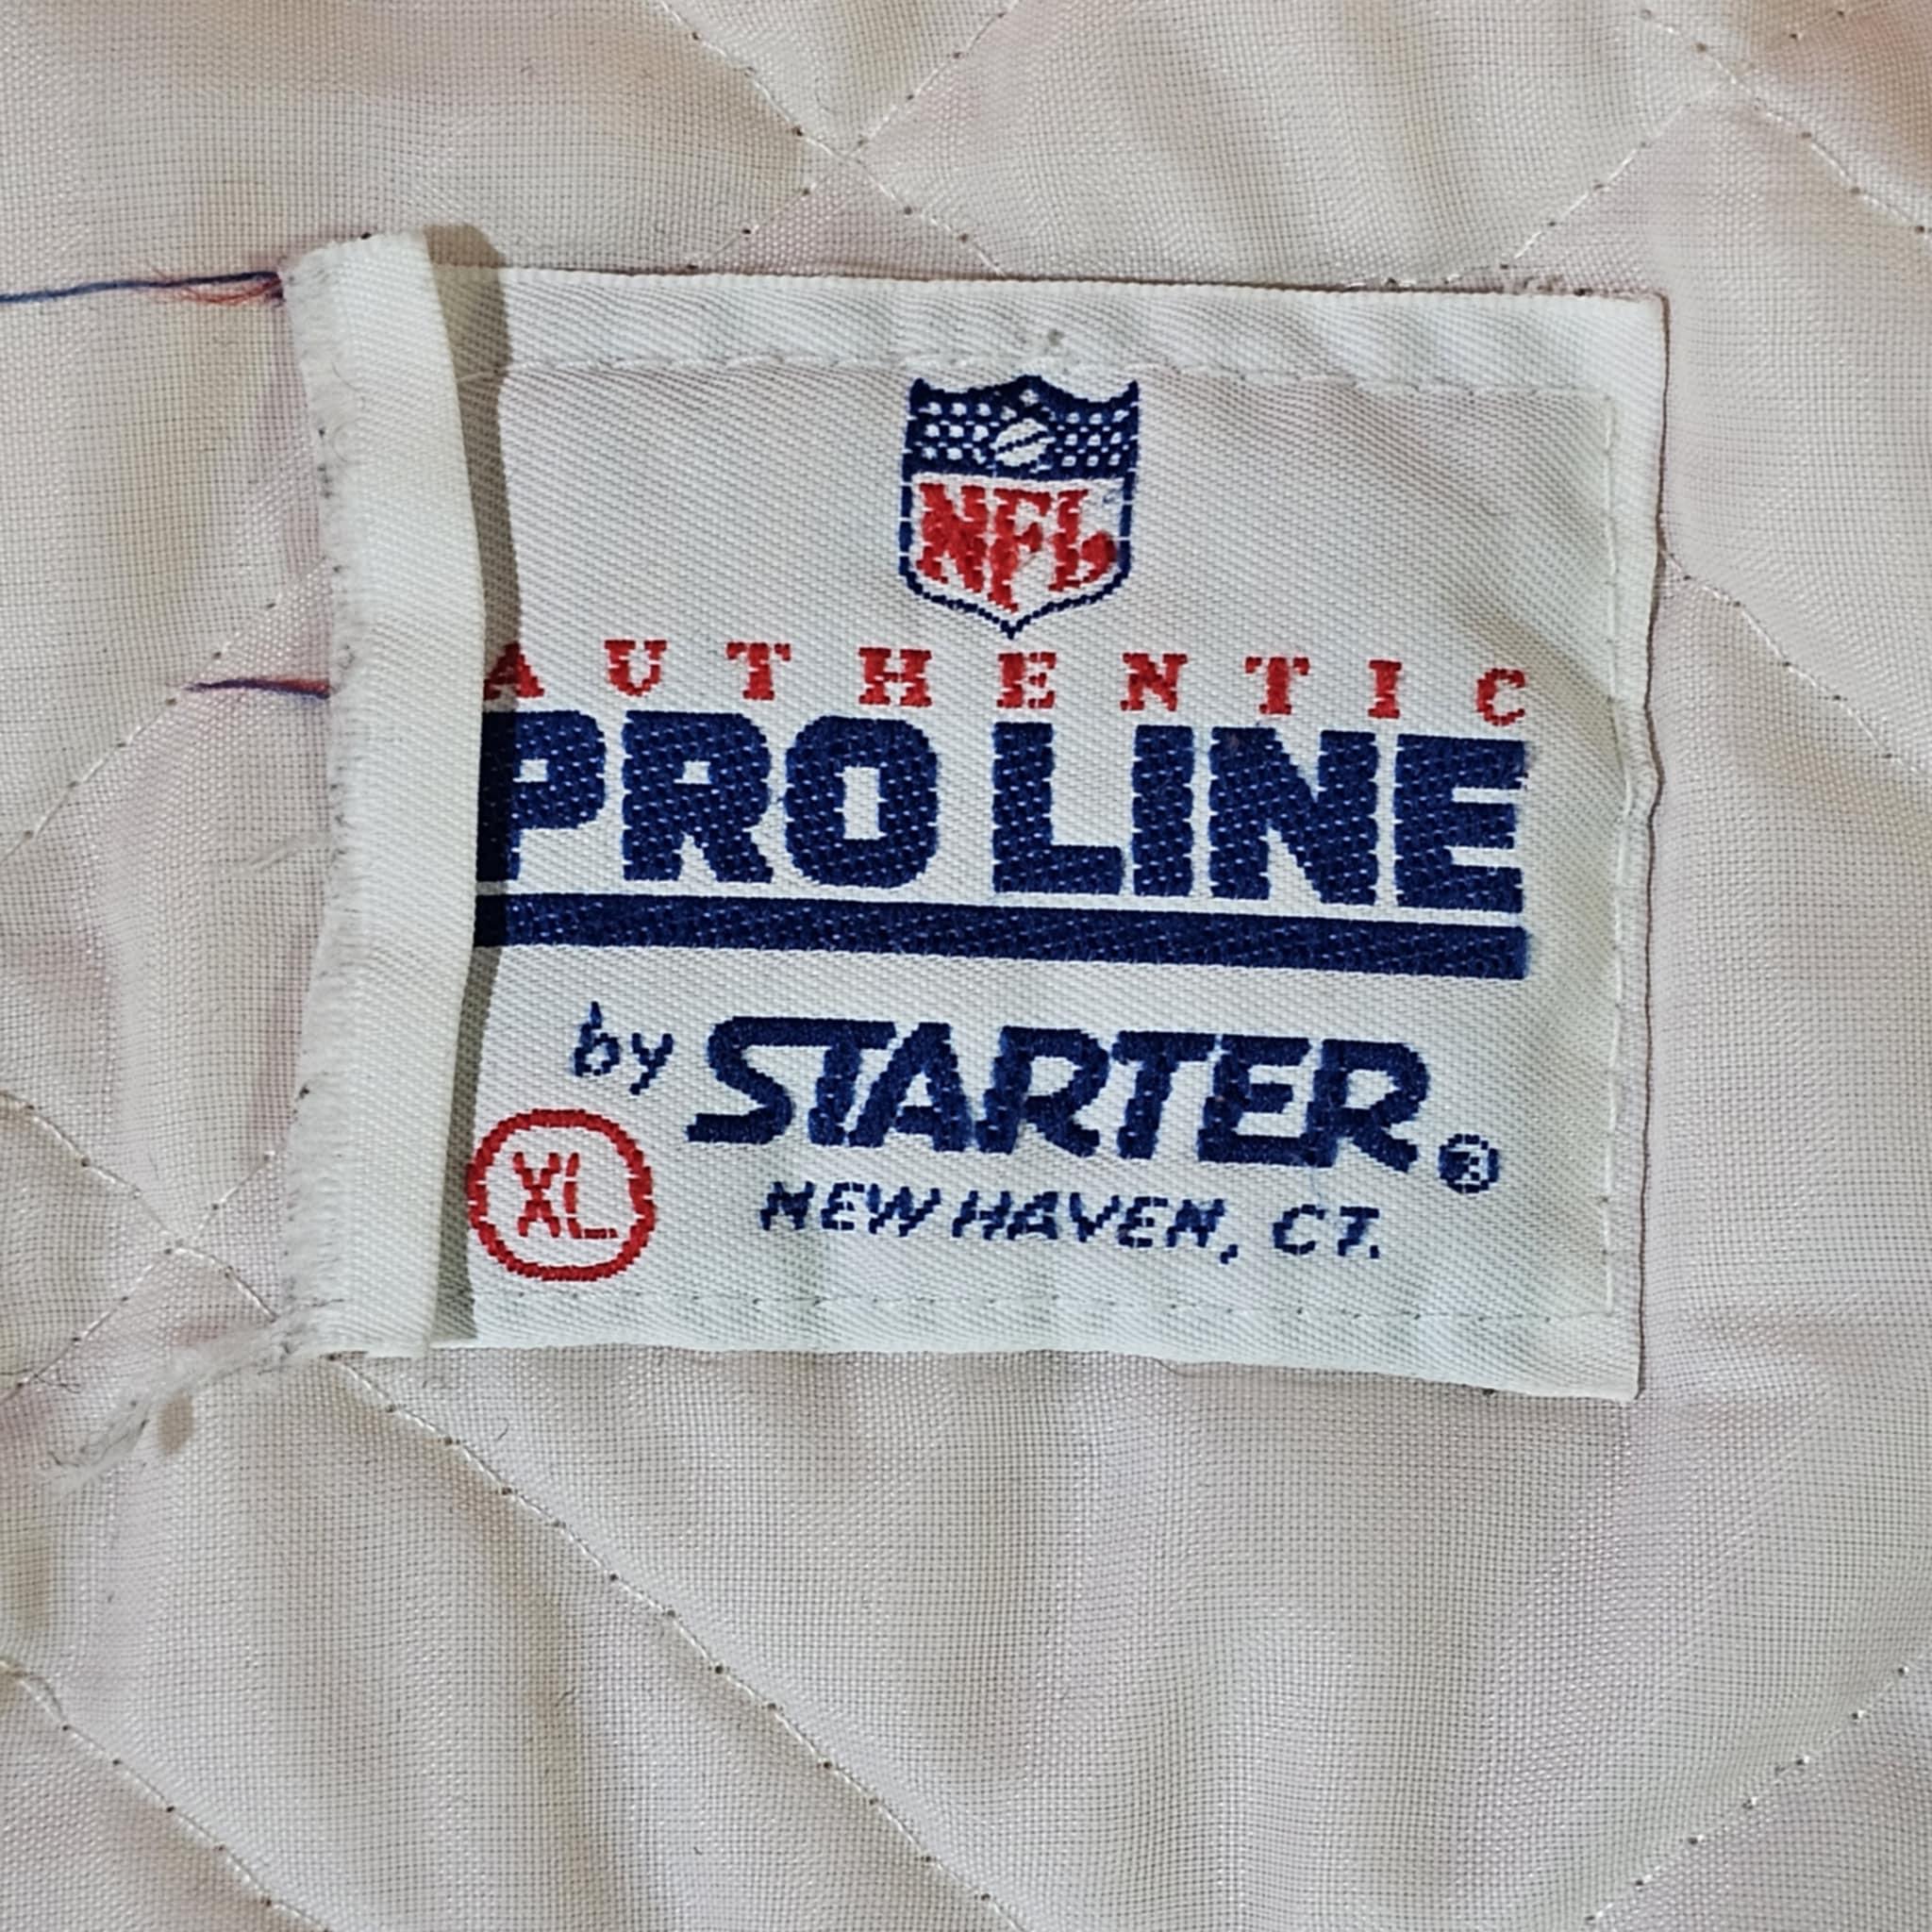 NFL
AUTHENTIC
PRO LINE
by STARTER®
XL
NEW HAVEN, CT.